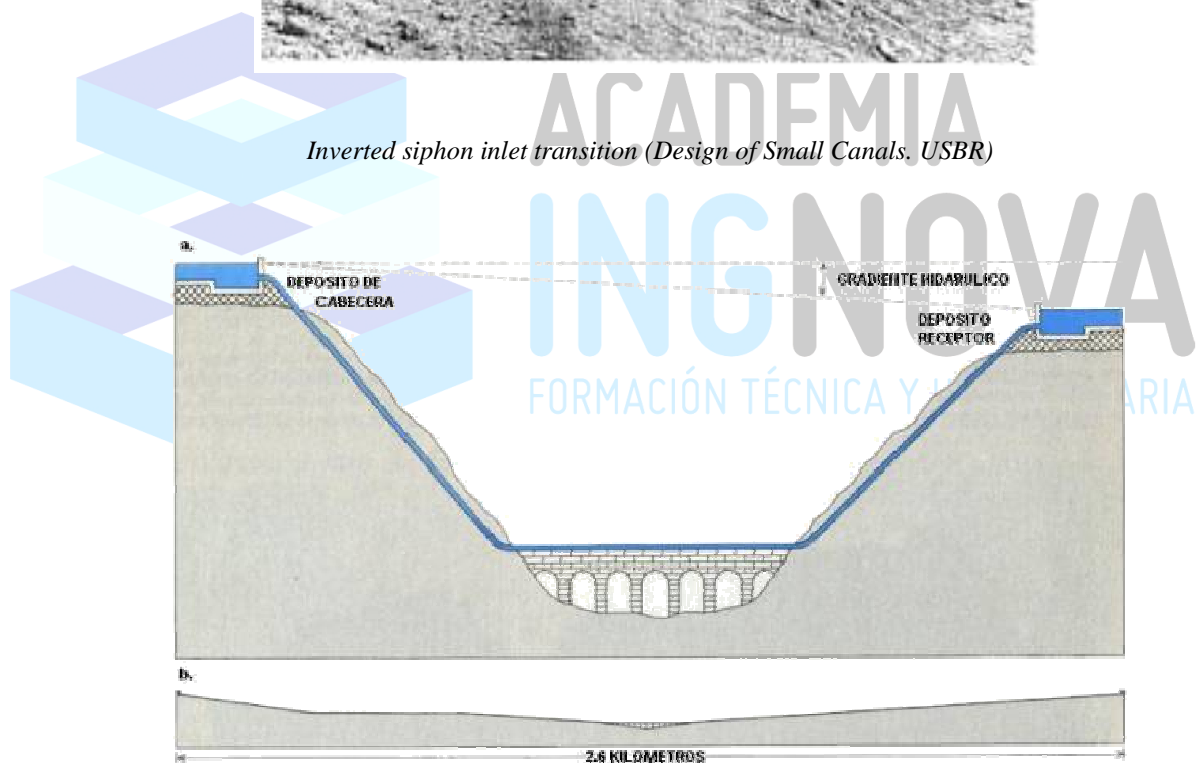 ACADEMIA
Inverted siphon inlet transition (Design of Small Canals. USBR)
INGNOVA
FORMACIÓN TÉCNICA Y
ARIA
a.
DEPOSITO DE
CABECERA
GRADIENTE HIDARULICO
DEPOSITO
RECEPTOR
b.
2.6 KILOMETROS